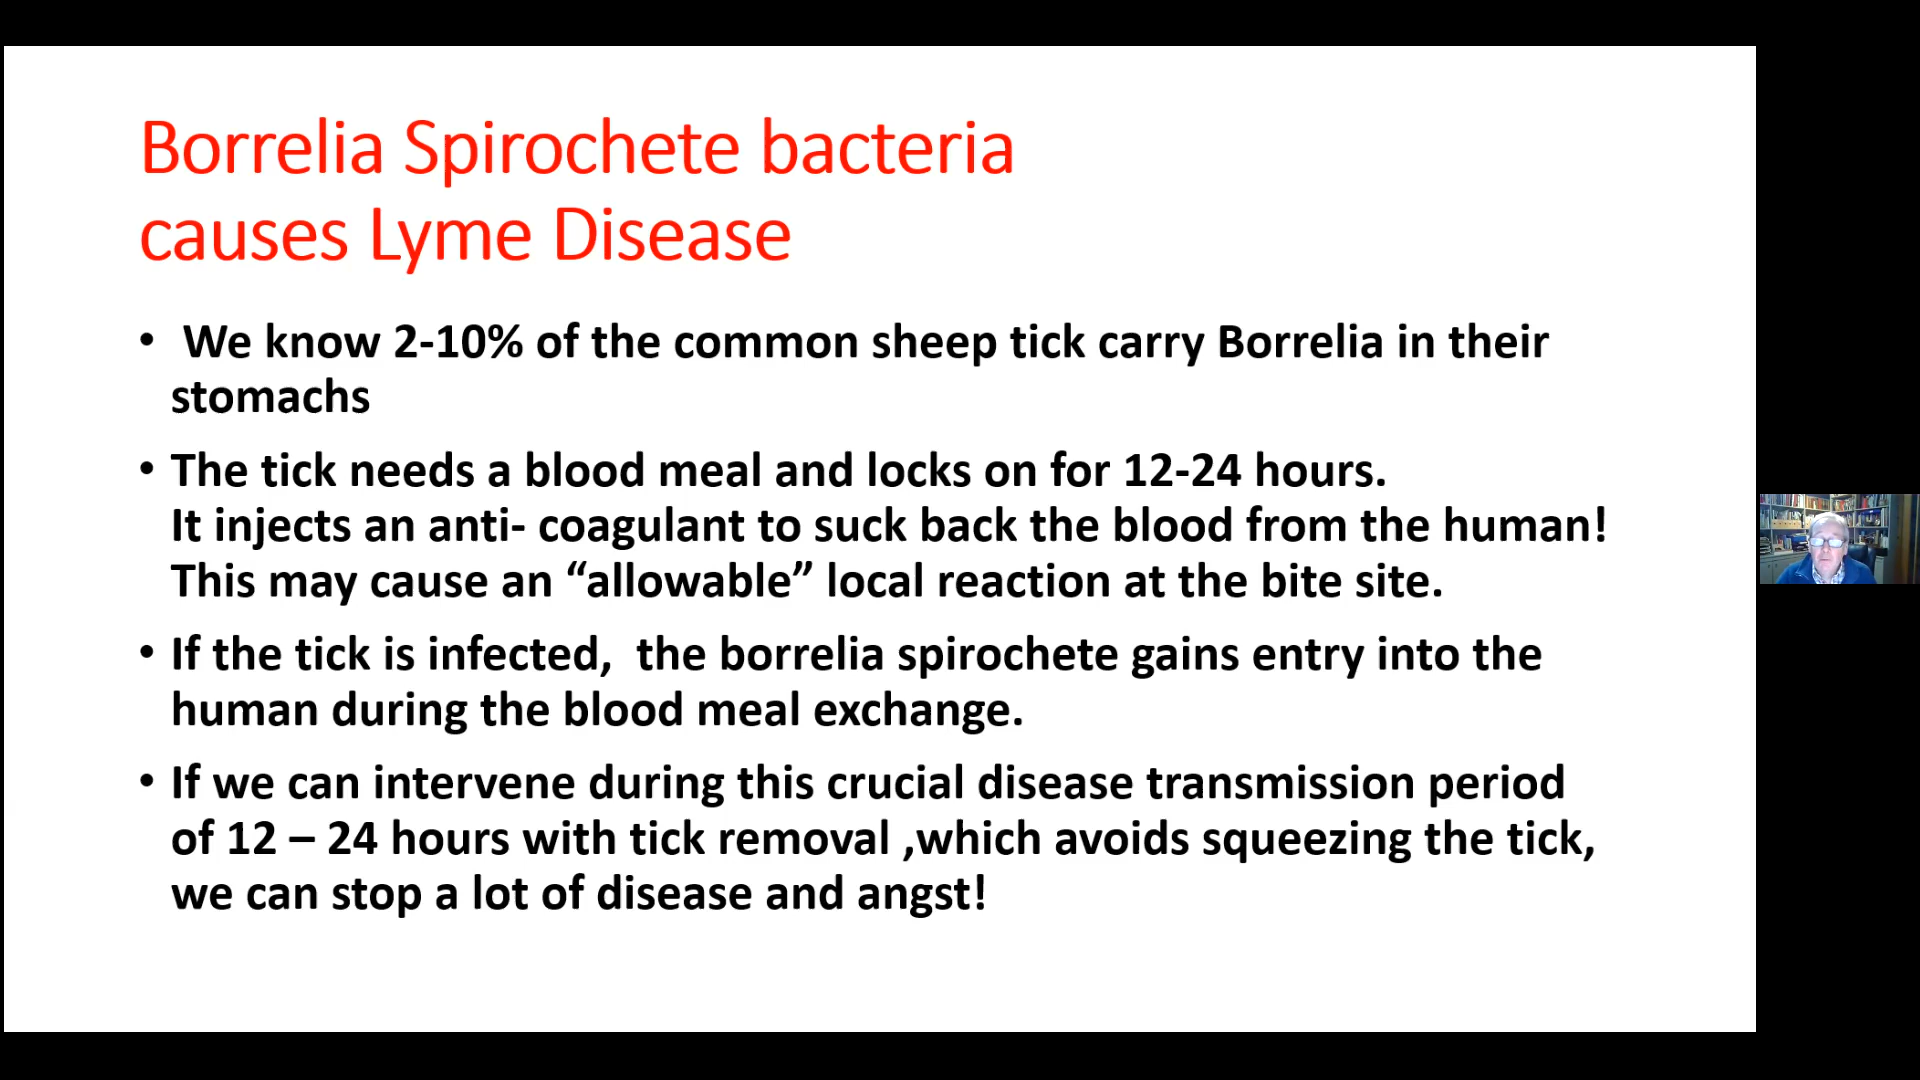 Borrelia Spirochete bacteria
causes Lyme Disease
• We know 2-10% of the common sheep tick carry Borrelia in their
stomachs
• The tick needs a blood meal and locks on for 12-24 hours.
It injects an anti- coagulant to suck back the blood from the human!
This may cause an “allowable” local reaction at the bite site.
• If the tick is infected,  the borrelia spirochete gains entry into the
human during the blood meal exchange.
• If we can intervene during this crucial disease transmission period
of 12 – 24 hours with tick removal ,which avoids squeezing the tick,
we can stop a lot of disease and angst!